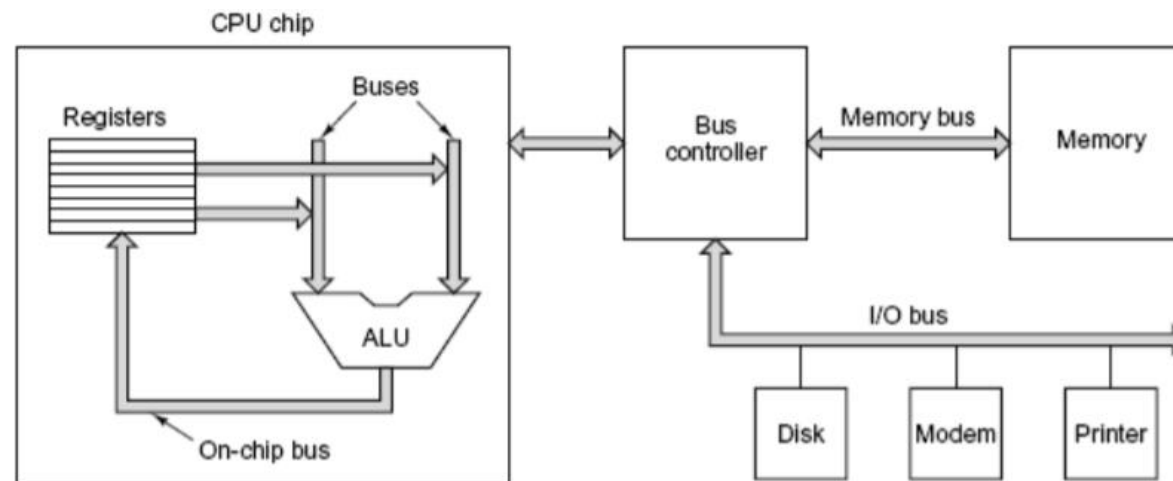 CPU chip
Buses
Registers
Bus
controller
Memory bus
Memory
ALU
I/O bus
On-chip bus
Disk
Modem
Printer